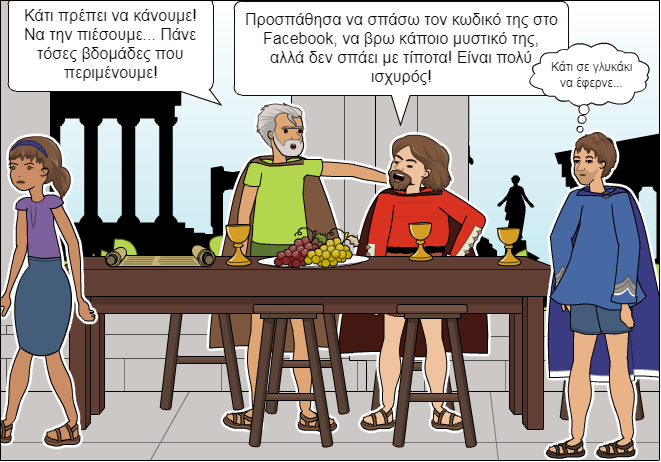 Κάτι πρέπει να κάνουμε!
Να την πιέσουμε... Πάνε
τόσες βδομάδες που
περιμένουμε!
Προσπάθησα να σπάσω τον κωδικό της στο
Facebook, να βρω κάποιο μυστικό της,
αλλά δεν σπάει με τίποτα! Είναι πολύ
ισχυρός!
Κάτι σε γλυκάκι
να έφερνε...